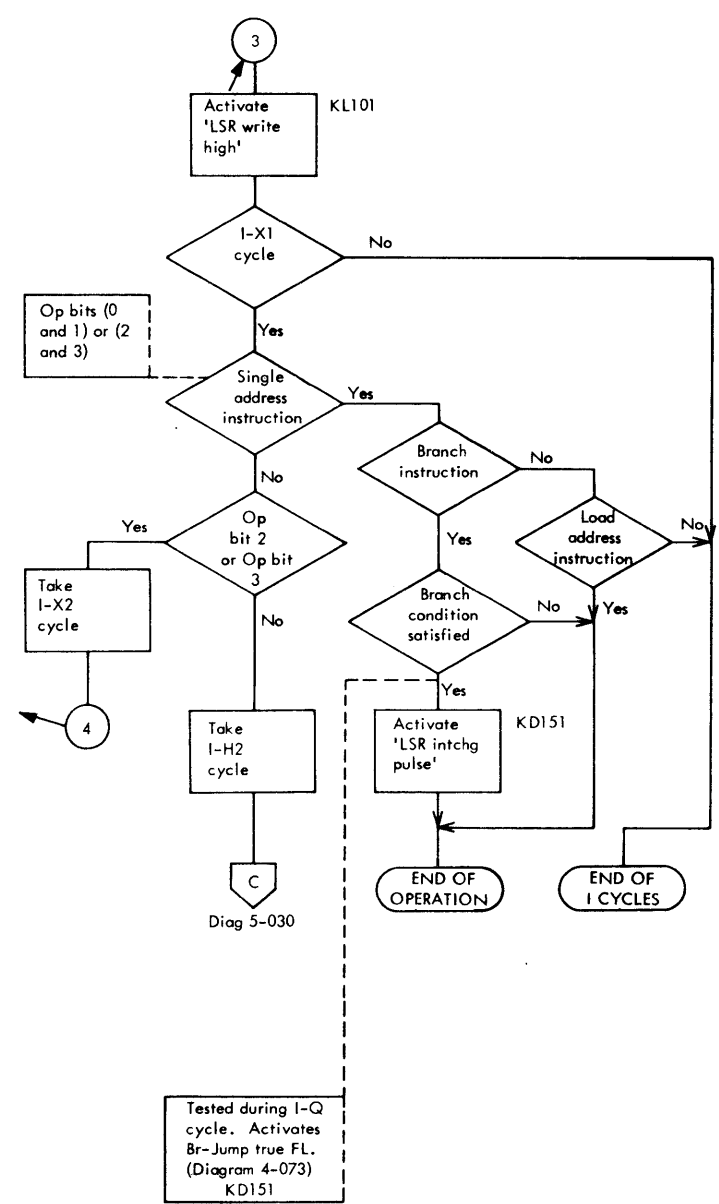 3
Activate
'LSR write
high'
KL101
I-X1
cycle
No
Op bits (0
and 1) or (2
and 3)
Yes
Single
address
instruction
Yes
Branch
instruction
No
No
Op
bit 2
or Op bit
3
Yes
Yes
Load
address
instruction
No
Take
I-X2
cycle
Branch
condition
satisfied
No
Yes
No
Yes
4
Take
I-H2
cycle
Activate
'LSR intchg
pulse'
KD151
C
Diag 5-030
END OF
OPERATION
END OF
I CYCLES
Tested during I-Q
cycle. Activates
Br-Jump true FL.
(Diagram 4-073)
KD151